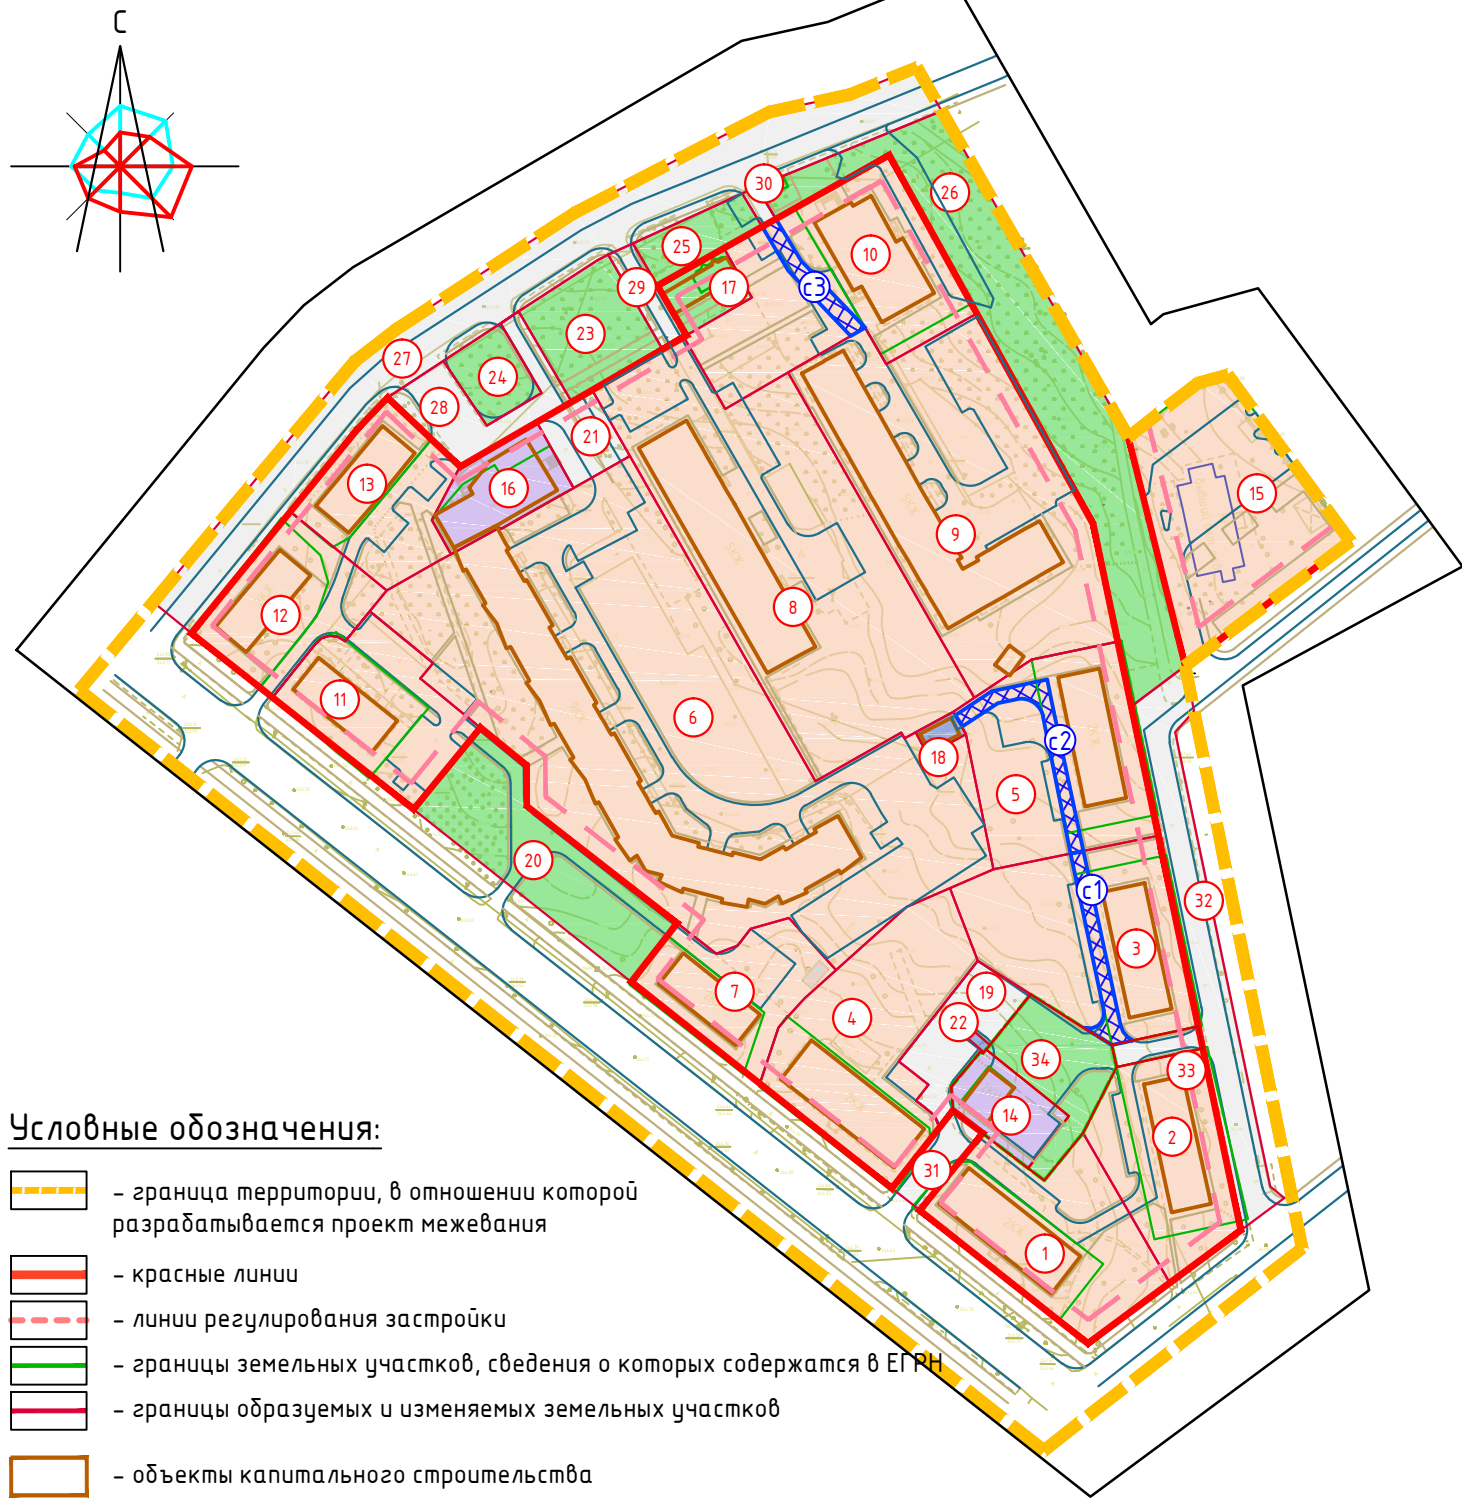 С
30
26
25
10
29
17
с3
23
27
24
28
21
13
16
15
9
12
8
11
6
18
с2
5
20
с1
32
3
7
19
4
22
34
33
14
2
31
1
Условные обозначения:
- граница территории, в отношении которой
разрабатывается проект межевания
- красные линии
- линии регулирования застройки
- границы земельных участков, сведения о которых содержатся в ЕГРН
- границы образуемых и изменяемых земельных участков
- объекты капитального строительства